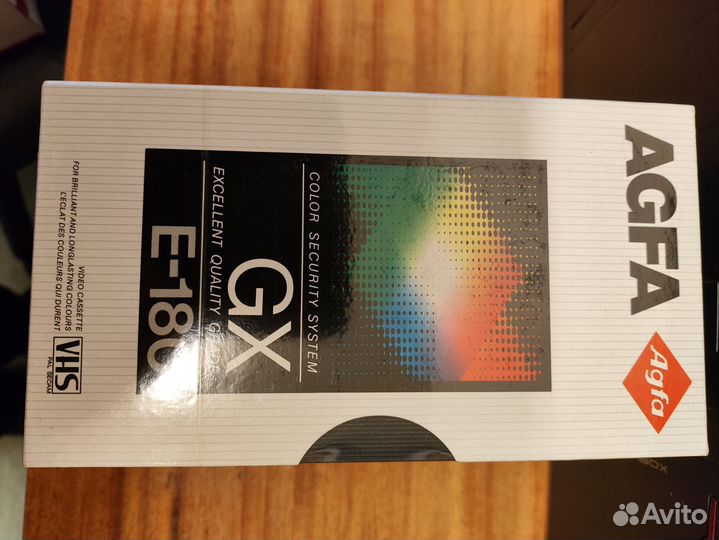 AGFA
Agfa
COLOR SECURITY SYSTEM
GX
EXCELLENT QUALITY
E-180
VIDEO CASSETTE
FOR BRILLIANT AND LONGLASTING COLOURS
L'ECLAT DES COULEURS QUI DURENT
VHS
PAL SECAM
Avito